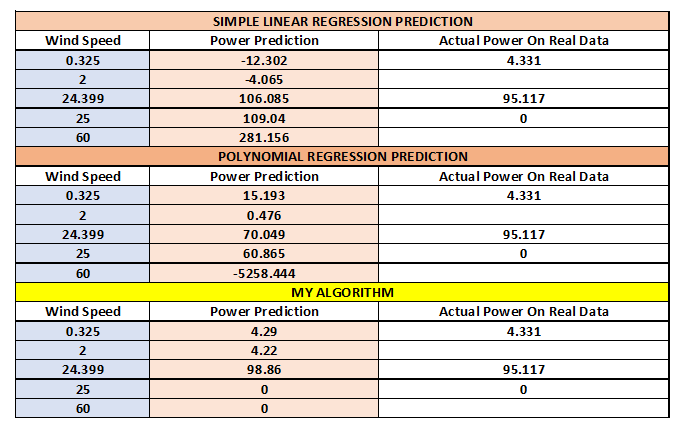 SIMPLE LINEAR REGRESSION PREDICTION
Wind Speed Power Prediction Actual Power On Real Data
0.325 -12.302 4.331
2 -4.065
24.399 106.085 95.117
25 109.04 0
60 281.156
POLYNOMIAL REGRESSION PREDICTION
Wind Speed Power Prediction Actual Power On Real Data
0.325 15.193 4.331
2 0.476
24.399 70.049 95.117
25 60.865 0
60 -5258.444
MY ALGORITHM
Wind Speed Power Prediction Actual Power On Real Data
0.325 4.29 4.331
2 4.22
24.399 98.86 95.117
25 0 0
60 0